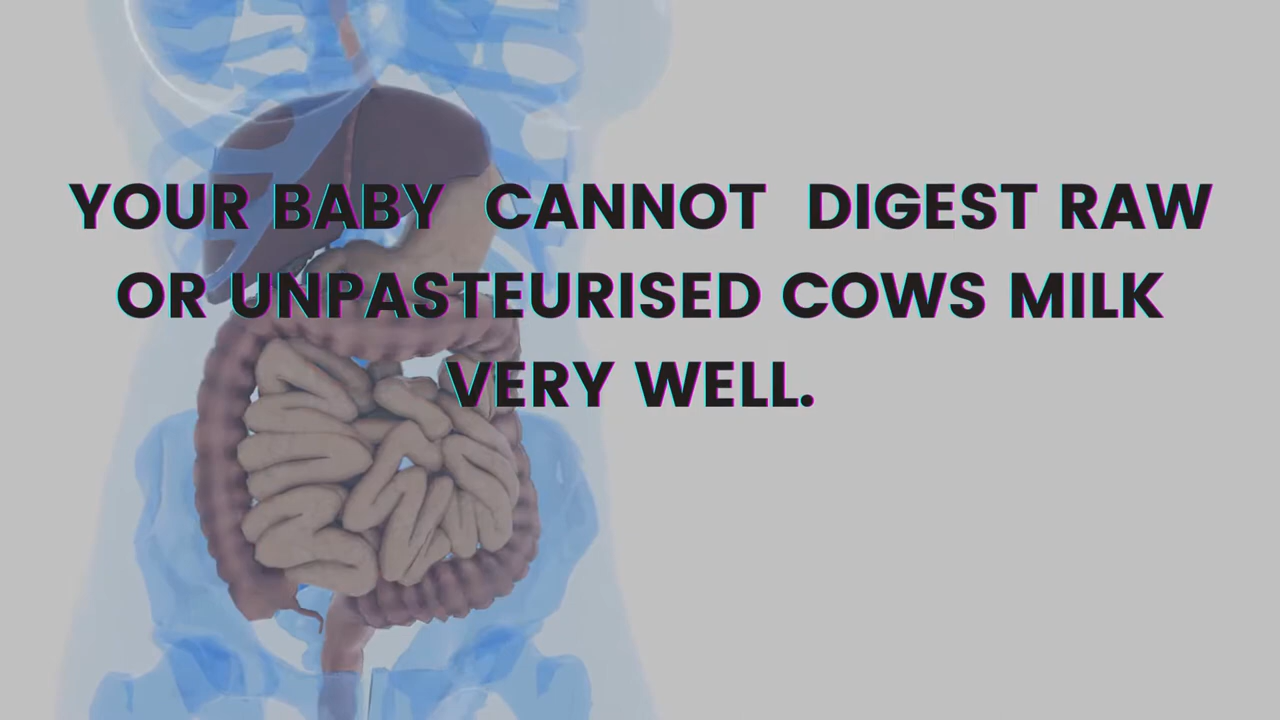 YOUR BABY CANNOT DIGEST RAW
OR UNPASTEURISED COWS MILK
VERY WELL.